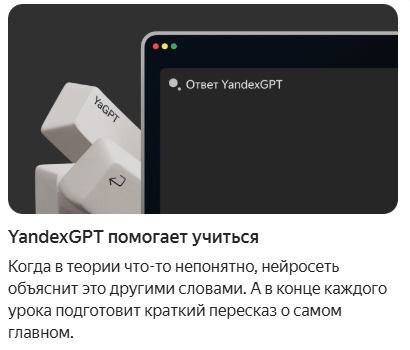 Ответ YandexGPT
YaGPT
YandexGPT помогает учиться
Когда в теории что-то непонятно, нейросеть
объяснит это другими словами. А в конце каждого
урока подготовит краткий пересказ о самом
главном.